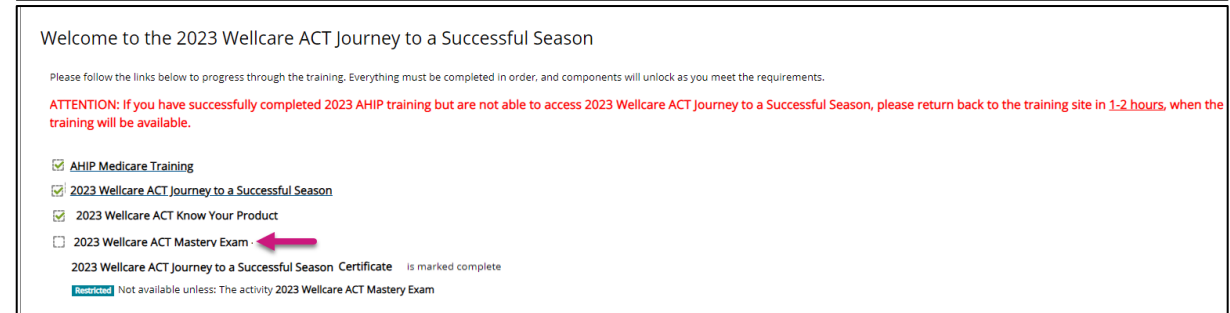 Welcome to the 2023 Wellcare ACT Journey to a Successful Season
Please follow the links below to progress through the training. Everything must be completed in order, and components will unlock as you meet the requirements.
ATTENTION: If you have successfully completed 2023 AHIP training but are not able to access 2023 Wellcare ACT Journey to a Successful Season, please return back to the training site in 1-2 hours, when the
training will be available.
AHIP Medicare Training
2023 Wellcare ACT Journey to a Successful Season
2023 Wellcare ACT Know Your Product
2023 Wellcare ACT Mastery Exam
2023 Wellcare ACT Journey to a Successful Season Certificate is marked complete
Restricted Not available unless: The activity 2023 Wellcare ACT Mastery Exam